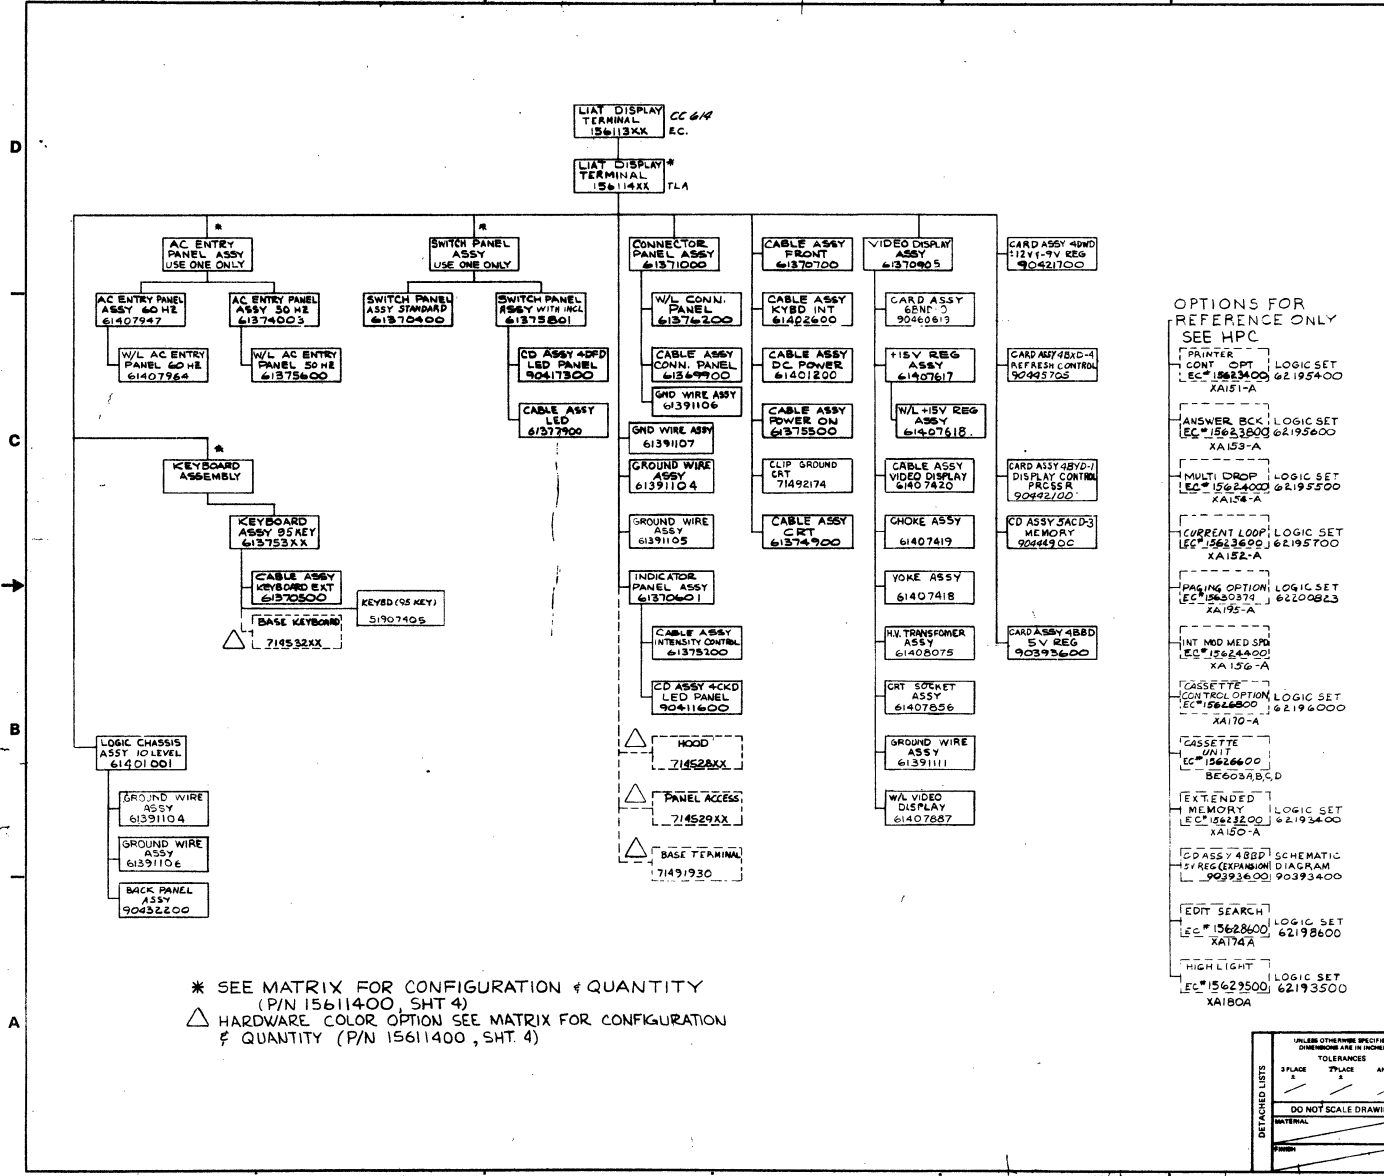 LIAT DISPLAY
TERMINAL
156113XX
CC 614
EC.
LIAT DISPLAY *
TERMINAL
156114XX
TLA
D
*
AC ENTRY
PANEL ASSY
USE ONE ONLY
AC ENTRY PANEL
ASSY 60 HZ
61407947
AC ENTRY PANEL
ASSY 50 HZ
61374003
W/L AC ENTRY
PANEL 60 HZ
61407964
W/L AC ENTRY
PANEL 50 HZ
61375600
*
SWITCH PANEL
ASSY
USE ONE ONLY
SWITCH PANEL
ASSY STANDARD
61370400
SWITCH PANEL
ASSY WITH INCL
61375801
CD ASSY 4DFD
LED PANEL
90417300
CABLE ASSY
LED
61377900
C
*
KEYBOARD
ASSEMBLY
KEYBOARD
ASSY 95 KEY
613753XX
CABLE ASSY
KEYBOARD EXT
61370500
KEYBD (95 KEY)
51907405
BASE KEYBOARD
714532XX
LOGIC CHASSIS
ASSY 10 LEVEL
61401001
GROUND WIRE
ASSY
61391104
GROUND WIRE
ASSY
61391106
BACK PANEL
ASSY
90432200
CONNECTOR
PANEL ASSY
61371000
W/L CONN.
PANEL
61376200
CABLE ASSY
CONN. PANEL
61369900
GND WIRE ASSY
61391106
GND WIRE ASSY
61391107
GROUND WIRE
ASSY
61391104
GROUND WIRE
ASSY
61391105
INDICATOR
PANEL ASSY
61370601
CABLE ASSY
INTENSITY CONTROL
61375200
CD ASSY 4CKD
LED PANEL
90411600
HOOD
714528XX
PANEL ACCESS
714529XX
BASE TERMINAL
71491930
CABLE ASSY
FRONT
61370700
CABLE ASSY
KYBD INT
61402600
CABLE ASSY
DC POWER
61401200
CABLE ASSY
POWER ON
61375500
CLIP GROUND
CRT
71492174
CABLE ASSY
CRT
61374900
VIDEO DISPLAY
ASSY
61370905
CARD ASSY
90460613
+15V REG
ASSY
61407617
W/L +15V REG
ASSY
61407618
CABLE ASSY
VIDEO DISPLAY
61407420
CHOKE ASSY
61407419
YOKE ASSY
61407418
H.V. TRANSFOMER
ASSY
61408075
CRT SOCKET
ASSY
61407856
GROUND WIRE
ASSY
61391111
W/L VIDEO
DISPLAY
61407887
CARD ASSY 4DWD
±12V+-9V REG
90421700
CARD ASSY 4BXD-4
REFRESH CONTROL
90445705
CARD ASSY 4BYD-1
DISPLAY CONTROL
PRCSSR
90442100
CD ASSY 5ACD-3
MEMORY
90444900
CARD ASSY 4BBD
5V REG
90393600
OPTIONS FOR
REFERENCE ONLY
SEE HPC
PRINTER
CONT OPT LOGIC SET
EC# 15623400 62195400
XA151-A
ANSWER BCK LOGIC SET
EC# 15623800 62195600
XA153-A
MULTI DROP LOGIC SET
EC# 15624000 62195500
XA154-A
CURRENT LOOP LOGIC SET
EC# 15623600 62195700
XA152-A
PAGING OPTION LOGIC SET
EC# 15630374 62200823
XA195-A
INT MOD MED SPD
EC# 15624400
XA156-A
CASSETTE
CONTROL OPTION LOGIC SET
EC# 15626800 62196000
XA170-A
CASSETTE
UNIT
EC# 15626600
BE603A,B,C,D
EXTENDED
MEMORY LOGIC SET
EC# 15623200 62193400
XA150-A
CD ASSY 4BBD SCHEMATIC
5V REG (EXPANSION) DIAGRAM
90393600 90393400
EDIT SEARCH LOGIC SET
EC# 15628600 62198600
XA174A
HIGHLIGHT LOGIC SET
EC# 15629500 62193500
XA180A
B
A
* SEE MATRIX FOR CONFIGURATION & QUANTITY
(P/N 15611400, SHT 4)
△ HARDWARE COLOR OPTION SEE MATRIX FOR CONFIGURATION
& QUANTITY (P/N 15611400, SHT. 4)
DETACHED LISTS
UNLESS OTHERWISE SPECIFIE
DIMENSIONS ARE IN INCHE
TOLERANCES
3 PLACE 2 PLACE AN
± ±
DO NOT SCALE DRAWI
MATERIAL
FINISH